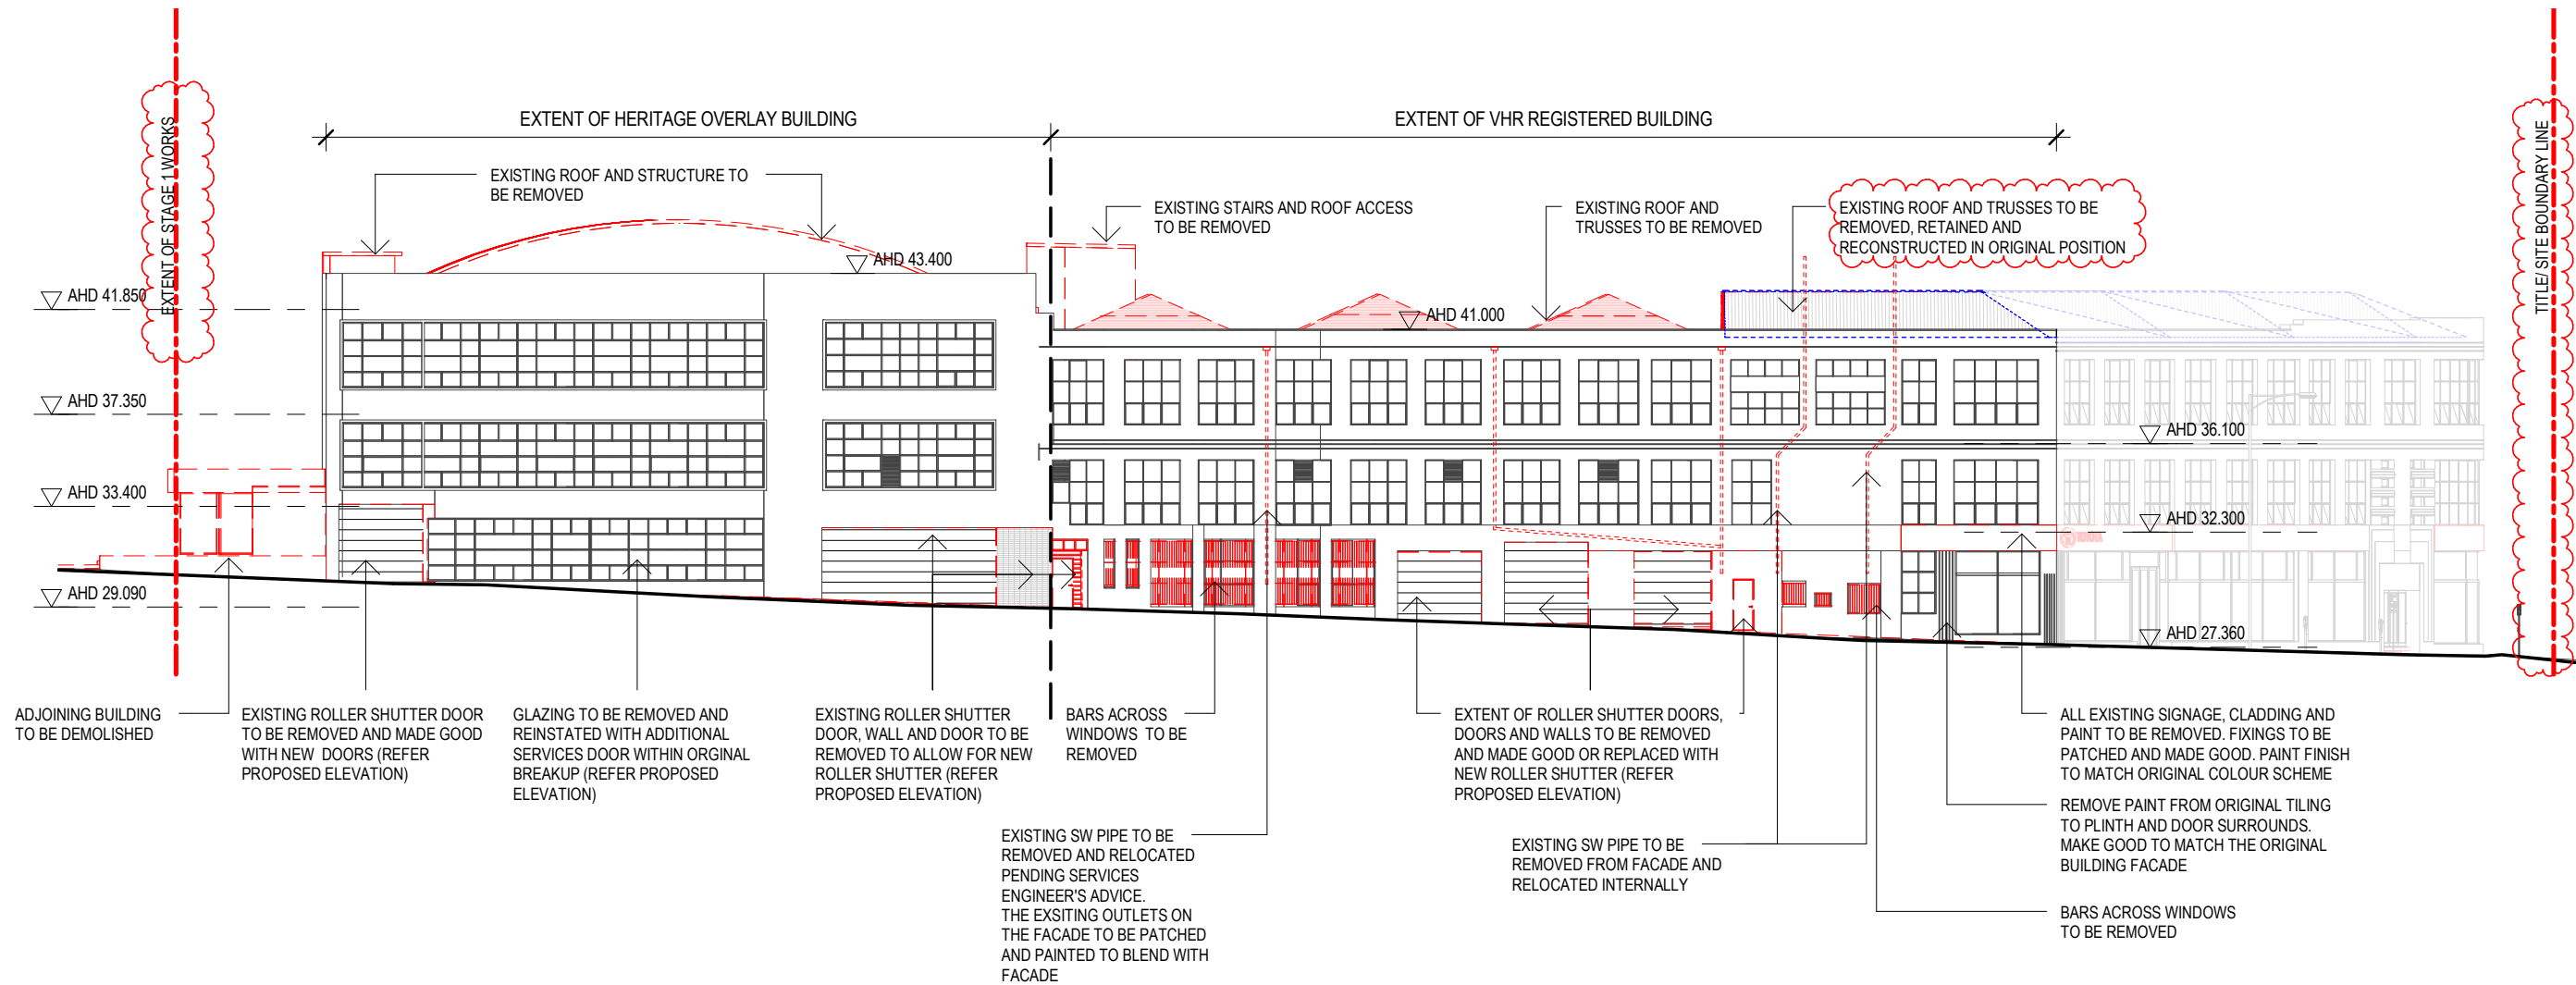 EXTENT OF STAGE 1 WORKS
EXTENT OF HERITAGE OVERLAY BUILDING
EXTENT OF VHR REGISTERED BUILDING
TITLE/ SITE BOUNDARY LINE
EXISTING ROOF AND STRUCTURE TO
BE REMOVED
EXISTING STAIRS AND ROOF ACCESS
TO BE REMOVED
EXISTING ROOF AND
TRUSSES TO BE REMOVED
EXISTING ROOF AND TRUSSES TO BE
REMOVED, RETAINED AND
RECONSTRUCTED IN ORIGINAL POSITION
AHD 43.400
AHD 41.850
AHD 41.000
AHD 37.350
AHD 36.100
AHD 33.400
AHD 32.300
TOYOTA
AHD 29.090
AHD 27.360
ADJOINING BUILDING
TO BE DEMOLISHED
EXISTING ROLLER SHUTTER DOOR
TO BE REMOVED AND MADE GOOD
WITH NEW DOORS (REFER
PROPOSED ELEVATION)
GLAZING TO BE REMOVED AND
REINSTATED WITH ADDITIONAL
SERVICES DOOR WITHIN ORGINAL
BREAKUP (REFER PROPOSED
ELEVATION)
EXISTING ROLLER SHUTTER
DOOR, WALL AND DOOR TO BE
REMOVED TO ALLOW FOR NEW
ROLLER SHUTTER (REFER
PROPOSED ELEVATION)
BARS ACROSS
WINDOWS TO BE
REMOVED
EXTENT OF ROLLER SHUTTER DOORS,
DOORS AND WALLS TO BE REMOVED
AND MADE GOOD OR REPLACED WITH
NEW ROLLER SHUTTER (REFER
PROPOSED ELEVATION)
ALL EXISTING SIGNAGE, CLADDING AND
PAINT TO BE REMOVED. FIXINGS TO BE
PATCHED AND MADE GOOD. PAINT FINISH
TO MATCH ORIGINAL COLOUR SCHEME
REMOVE PAINT FROM ORIGINAL TILING
TO PLINTH AND DOOR SURROUNDS.
MAKE GOOD TO MATCH THE ORIGINAL
BUILDING FACADE
EXISTING SW PIPE TO BE
REMOVED AND RELOCATED
PENDING SERVICES
ENGINEER'S ADVICE.
THE EXSITING OUTLETS ON
THE FACADE TO BE PATCHED
AND PAINTED TO BLEND WITH
FACADE
EXISTING SW PIPE TO BE
REMOVED FROM FACADE AND
RELOCATED INTERNALLY
BARS ACROSS WINDOWS
TO BE REMOVED